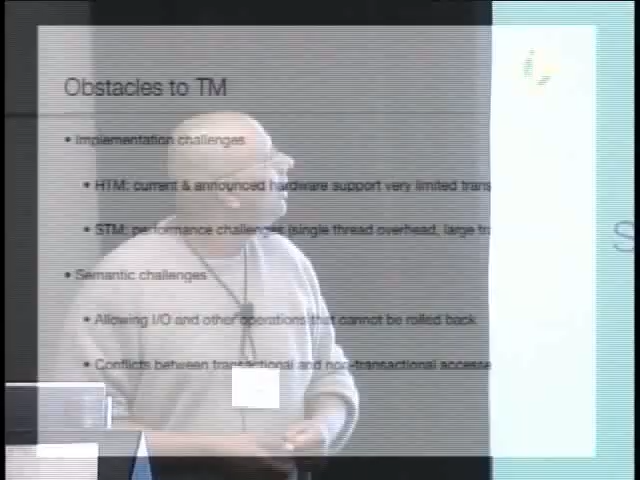 Obstacles to TM
• Implementation challenges
• HTM: current & announced hardware support very limited trans
• STM: performance challenges (single thread overhead, large tra
• Semantic challenges
• Allowing I/O and other operations that cannot be rolled back
• Conflicts between transactional and non-transactional accesse
S